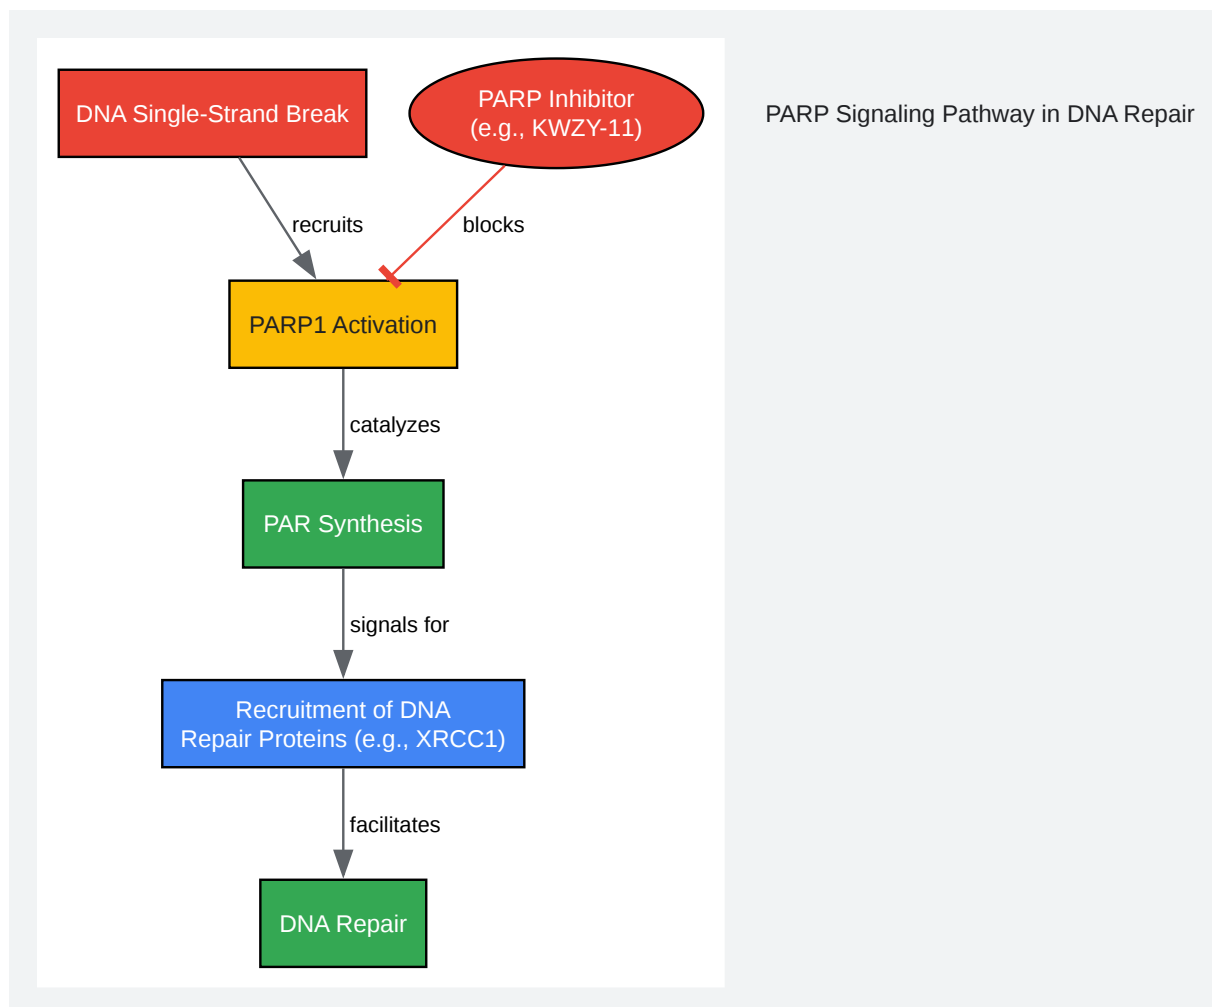 DNA Single-Strand Break
PARP Inhibitor
(e.g., KWZY-11)
PARP Signaling Pathway in DNA Repair
recruits
blocks
PARP1 Activation
catalyzes
PAR Synthesis
signals for
Recruitment of DNA
Repair Proteins (e.g., XRCC1)
facilitates
DNA Repair